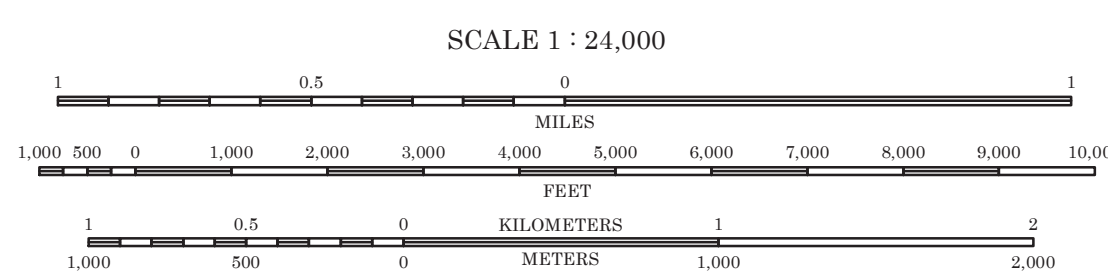 SCALE 1 : 24,000
1 0.5 0 1
MILES
1,000 500 0 1,000 2,000 3,000 4,000 5,000 6,000 7,000 8,000 9,000 10,00
FEET
1 0.5 0 KILOMETERS 1 2
1,000 500 0 METERS 1,000 2,000